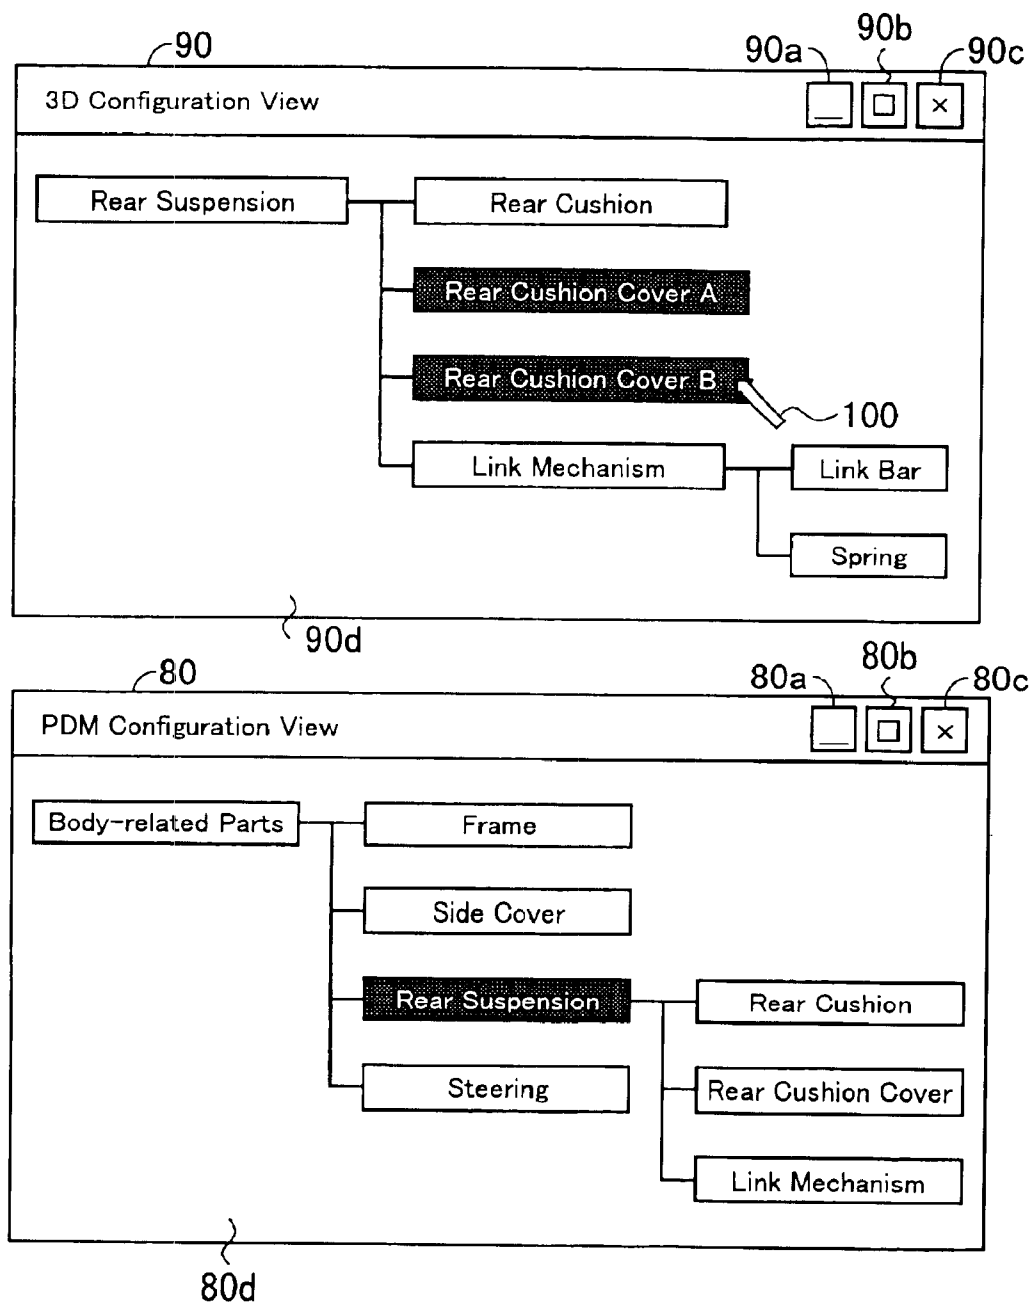 90
90a
90b
90c
3D Configuration View
Rear Suspension
Rear Cushion
Rear Cushion Cover A
Rear Cushion Cover B
100
Link Mechanism
Link Bar
Spring
90d
80
80a
80b
80c
PDM Configuration View
Body-related Parts
Frame
Side Cover
Rear Suspension
Rear Cushion
Steering
Rear Cushion Cover
Link Mechanism
80d